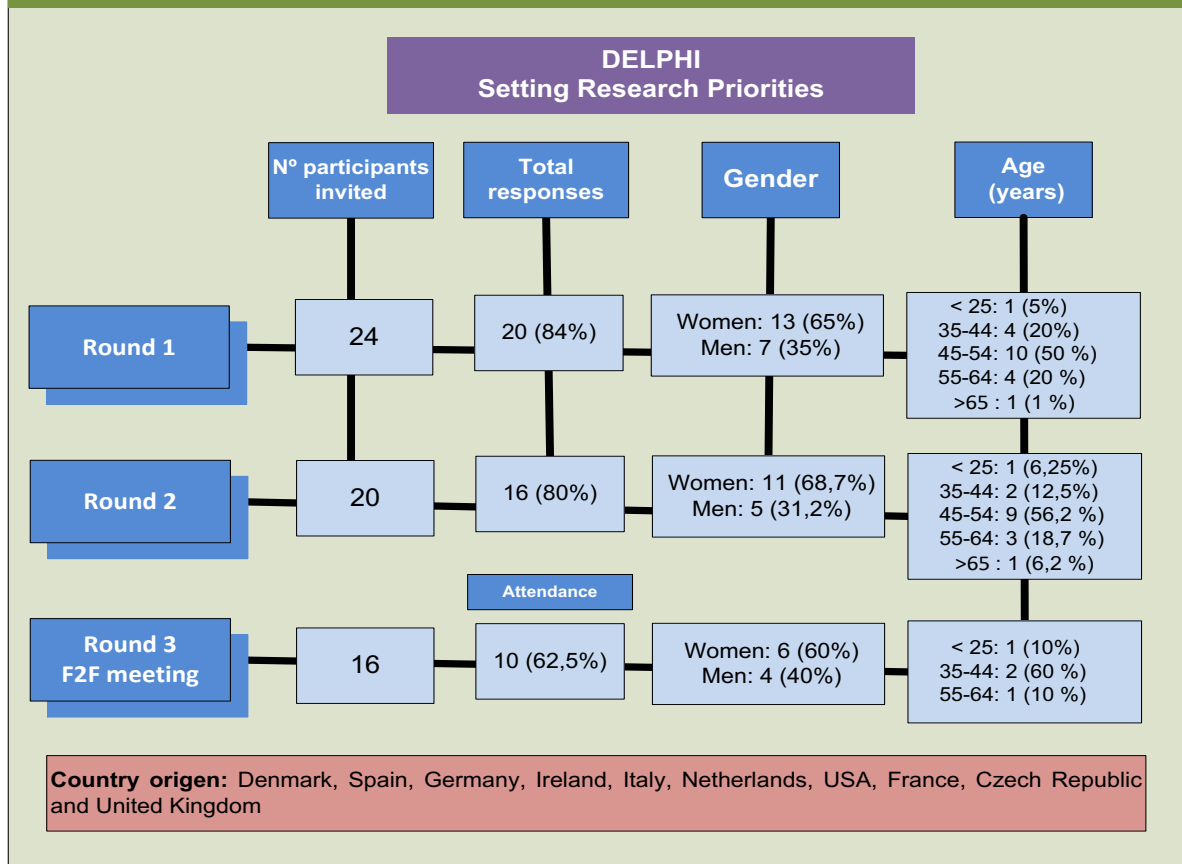 DELPHI
Setting Research Priorities
Nº participants
invited
Total
responses
Gender
Age
(years)
Round 1
24
20 (84%)
Women: 13 (65%)
Men: 7 (35%)
< 25: 1 (5%)
35-44: 4 (20%)
45-54: 10 (50 %)
55-64: 4 (20 %)
>65 : 1 (1 %)
Round 2
20
16 (80%)
Women: 11 (68,7%)
Men: 5 (31,2%)
< 25: 1 (6,25%)
35-44: 2 (12,5%)
45-54: 9 (56,2 %)
55-64: 3 (18,7 %)
>65 : 1 (6,2 %)
Attendance
Round 3
F2F meeting
16
10 (62,5%)
Women: 6 (60%)
Men: 4 (40%)
< 25: 1 (10%)
35-44: 2 (60 %)
55-64: 1 (10 %)
Country origen: Denmark, Spain, Germany, Ireland, Italy, Netherlands, USA, France, Czech Republic
and United Kingdom